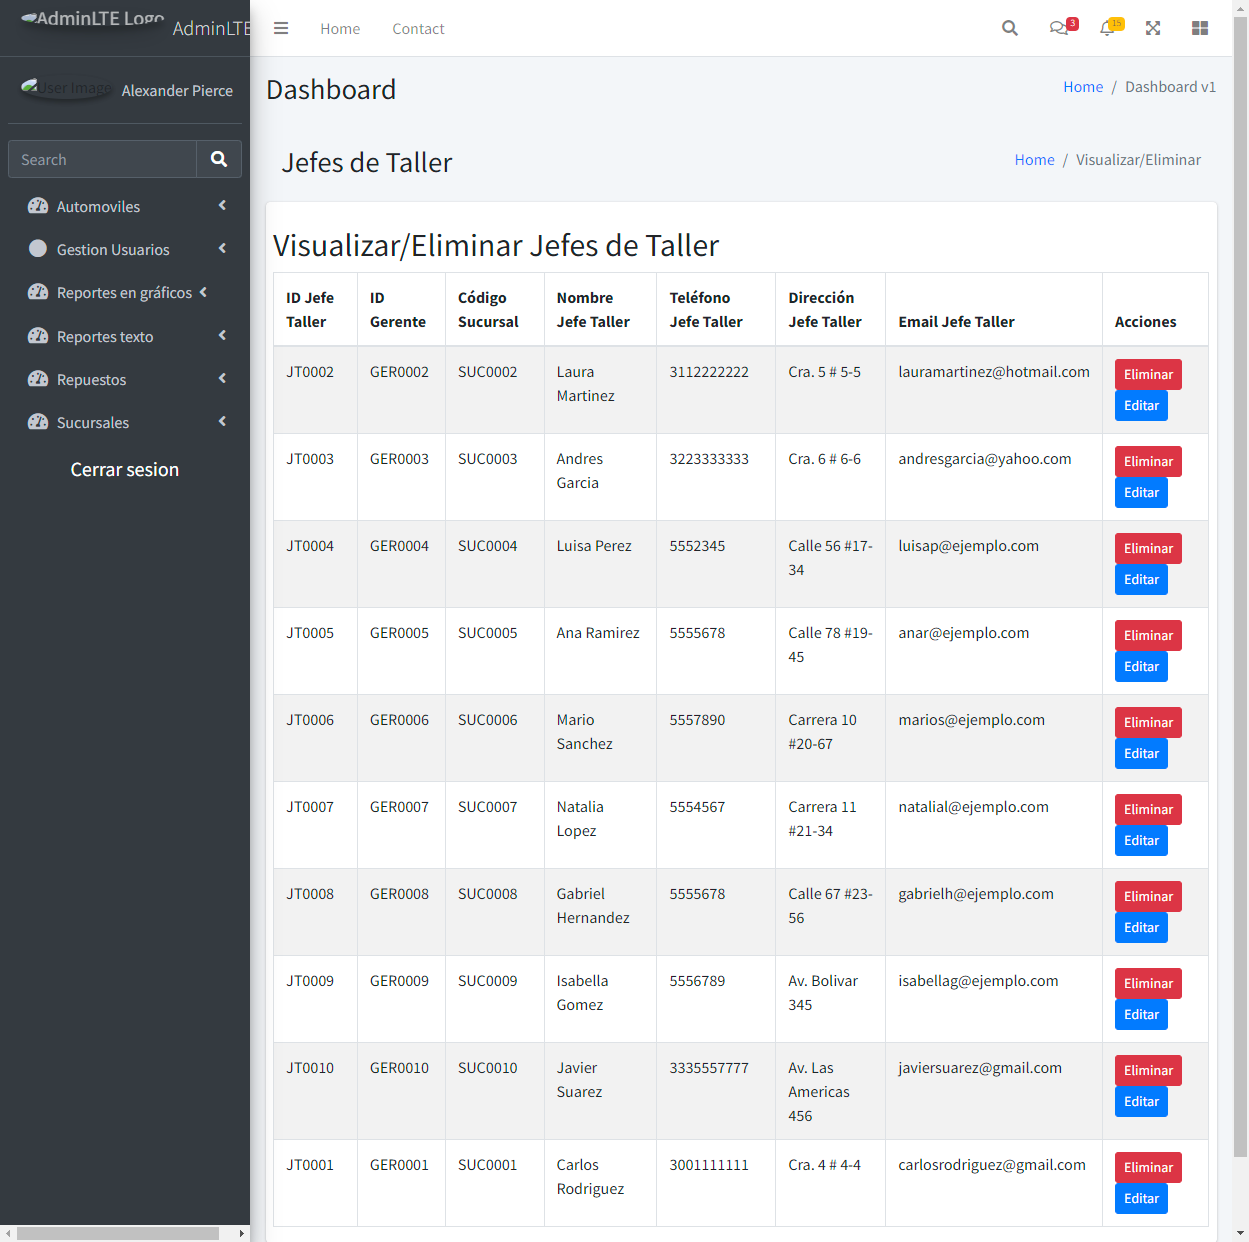 AdminLTE Logo
AdminLTE
Home
Contact
3
15
User Image
Alexander Pierce
Search
Automoviles
Gestion Usuarios
Reportes en gráficos
Reportes texto
Repuestos
Sucursales
Cerrar sesion
Dashboard
Home / Dashboard v1
Jefes de Taller
Home / Visualizar/Eliminar
Visualizar/Eliminar Jefes de Taller
ID Jefe Taller ID Gerente Código Sucursal Nombre Jefe Taller Teléfono Jefe Taller Dirección Jefe Taller Email Jefe Taller Acciones
JT0002 GER0002 SUC0002 Laura Martinez 3112222222 Cra. 5 # 5-5 lauramartinez@hotmail.com Eliminar Editar
JT0003 GER0003 SUC0003 Andres Garcia 3223333333 Cra. 6 # 6-6 andresgarcia@yahoo.com Eliminar Editar
JT0004 GER0004 SUC0004 Luisa Perez 5552345 Calle 56 #17-34 luisap@ejemplo.com Eliminar Editar
JT0005 GER0005 SUC0005 Ana Ramirez 5555678 Calle 78 #19-45 anar@ejemplo.com Eliminar Editar
JT0006 GER0006 SUC0006 Mario Sanchez 5557890 Carrera 10 #20-67 marios@ejemplo.com Eliminar Editar
JT0007 GER0007 SUC0007 Natalia Lopez 5554567 Carrera 11 #21-34 natalial@ejemplo.com Eliminar Editar
JT0008 GER0008 SUC0008 Gabriel Hernandez 5555678 Calle 67 #23-56 gabrielh@ejemplo.com Eliminar Editar
JT0009 GER0009 SUC0009 Isabella Gomez 5556789 Av. Bolivar 345 isabellag@ejemplo.com Eliminar Editar
JT0010 GER0010 SUC0010 Javier Suarez 3335557777 Av. Las Americas 456 javiersuarez@gmail.com Eliminar Editar
JT0001 GER0001 SUC0001 Carlos Rodriguez 3001111111 Cra. 4 # 4-4 carlosrodriguez@gmail.com Eliminar Editar